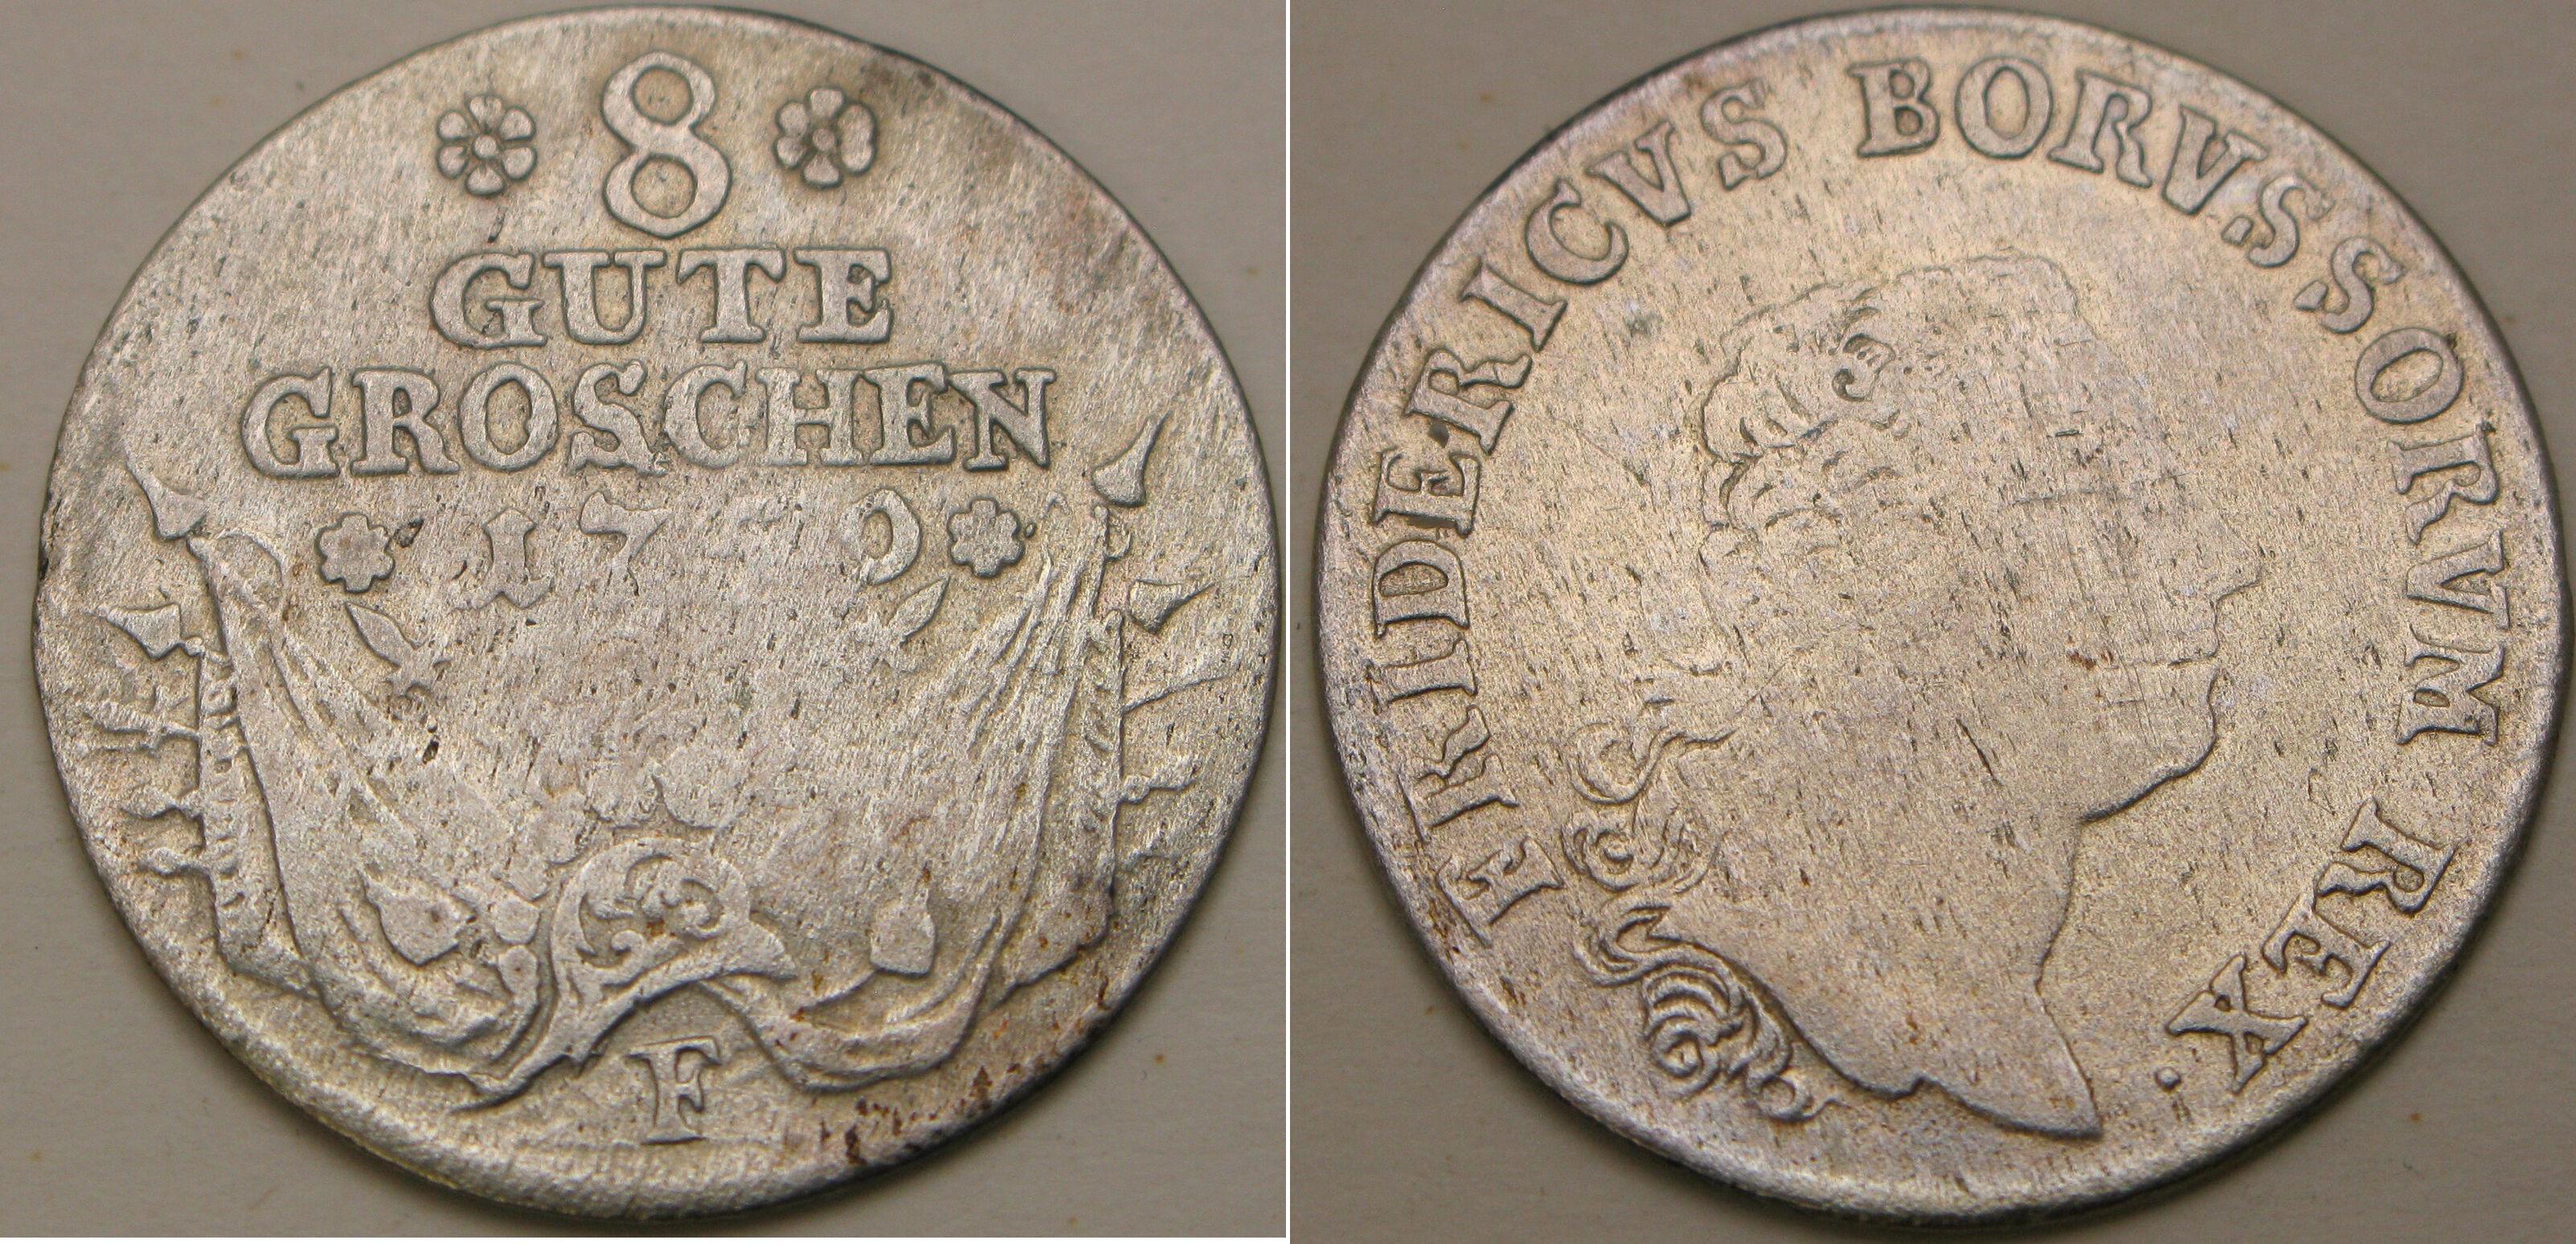 8
GUTE
GROSCHEN
F
FRIDERICVS BORVSSORVM REX.